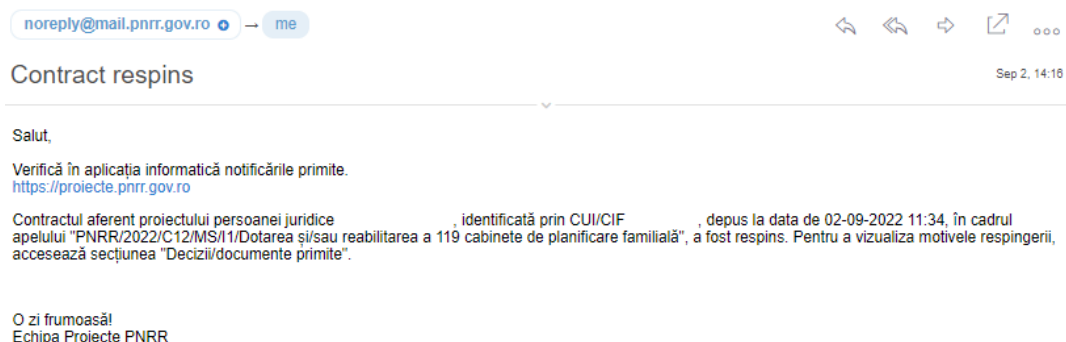 noreply@mail.pnrr.gov.ro → me
Contract respins
Sep 2, 14:16
Salut,
Verifică în aplicația informatică notificările primite.
https://proiecte.pnrr.gov.ro
Contractul aferent proiectului persoanei juridice , identificată prin CUI/CIF , depus la data de 02-09-2022 11:34, în cadrul
apelului "PNRR/2022/C12/MS/I1/Dotarea și/sau reabilitarea a 119 cabinete de planificare familială", a fost respins. Pentru a vizualiza motivele respingerii,
accesează secțiunea "Decizii/documente primite".
O zi frumoasă!
Echipa Proiecte PNRR